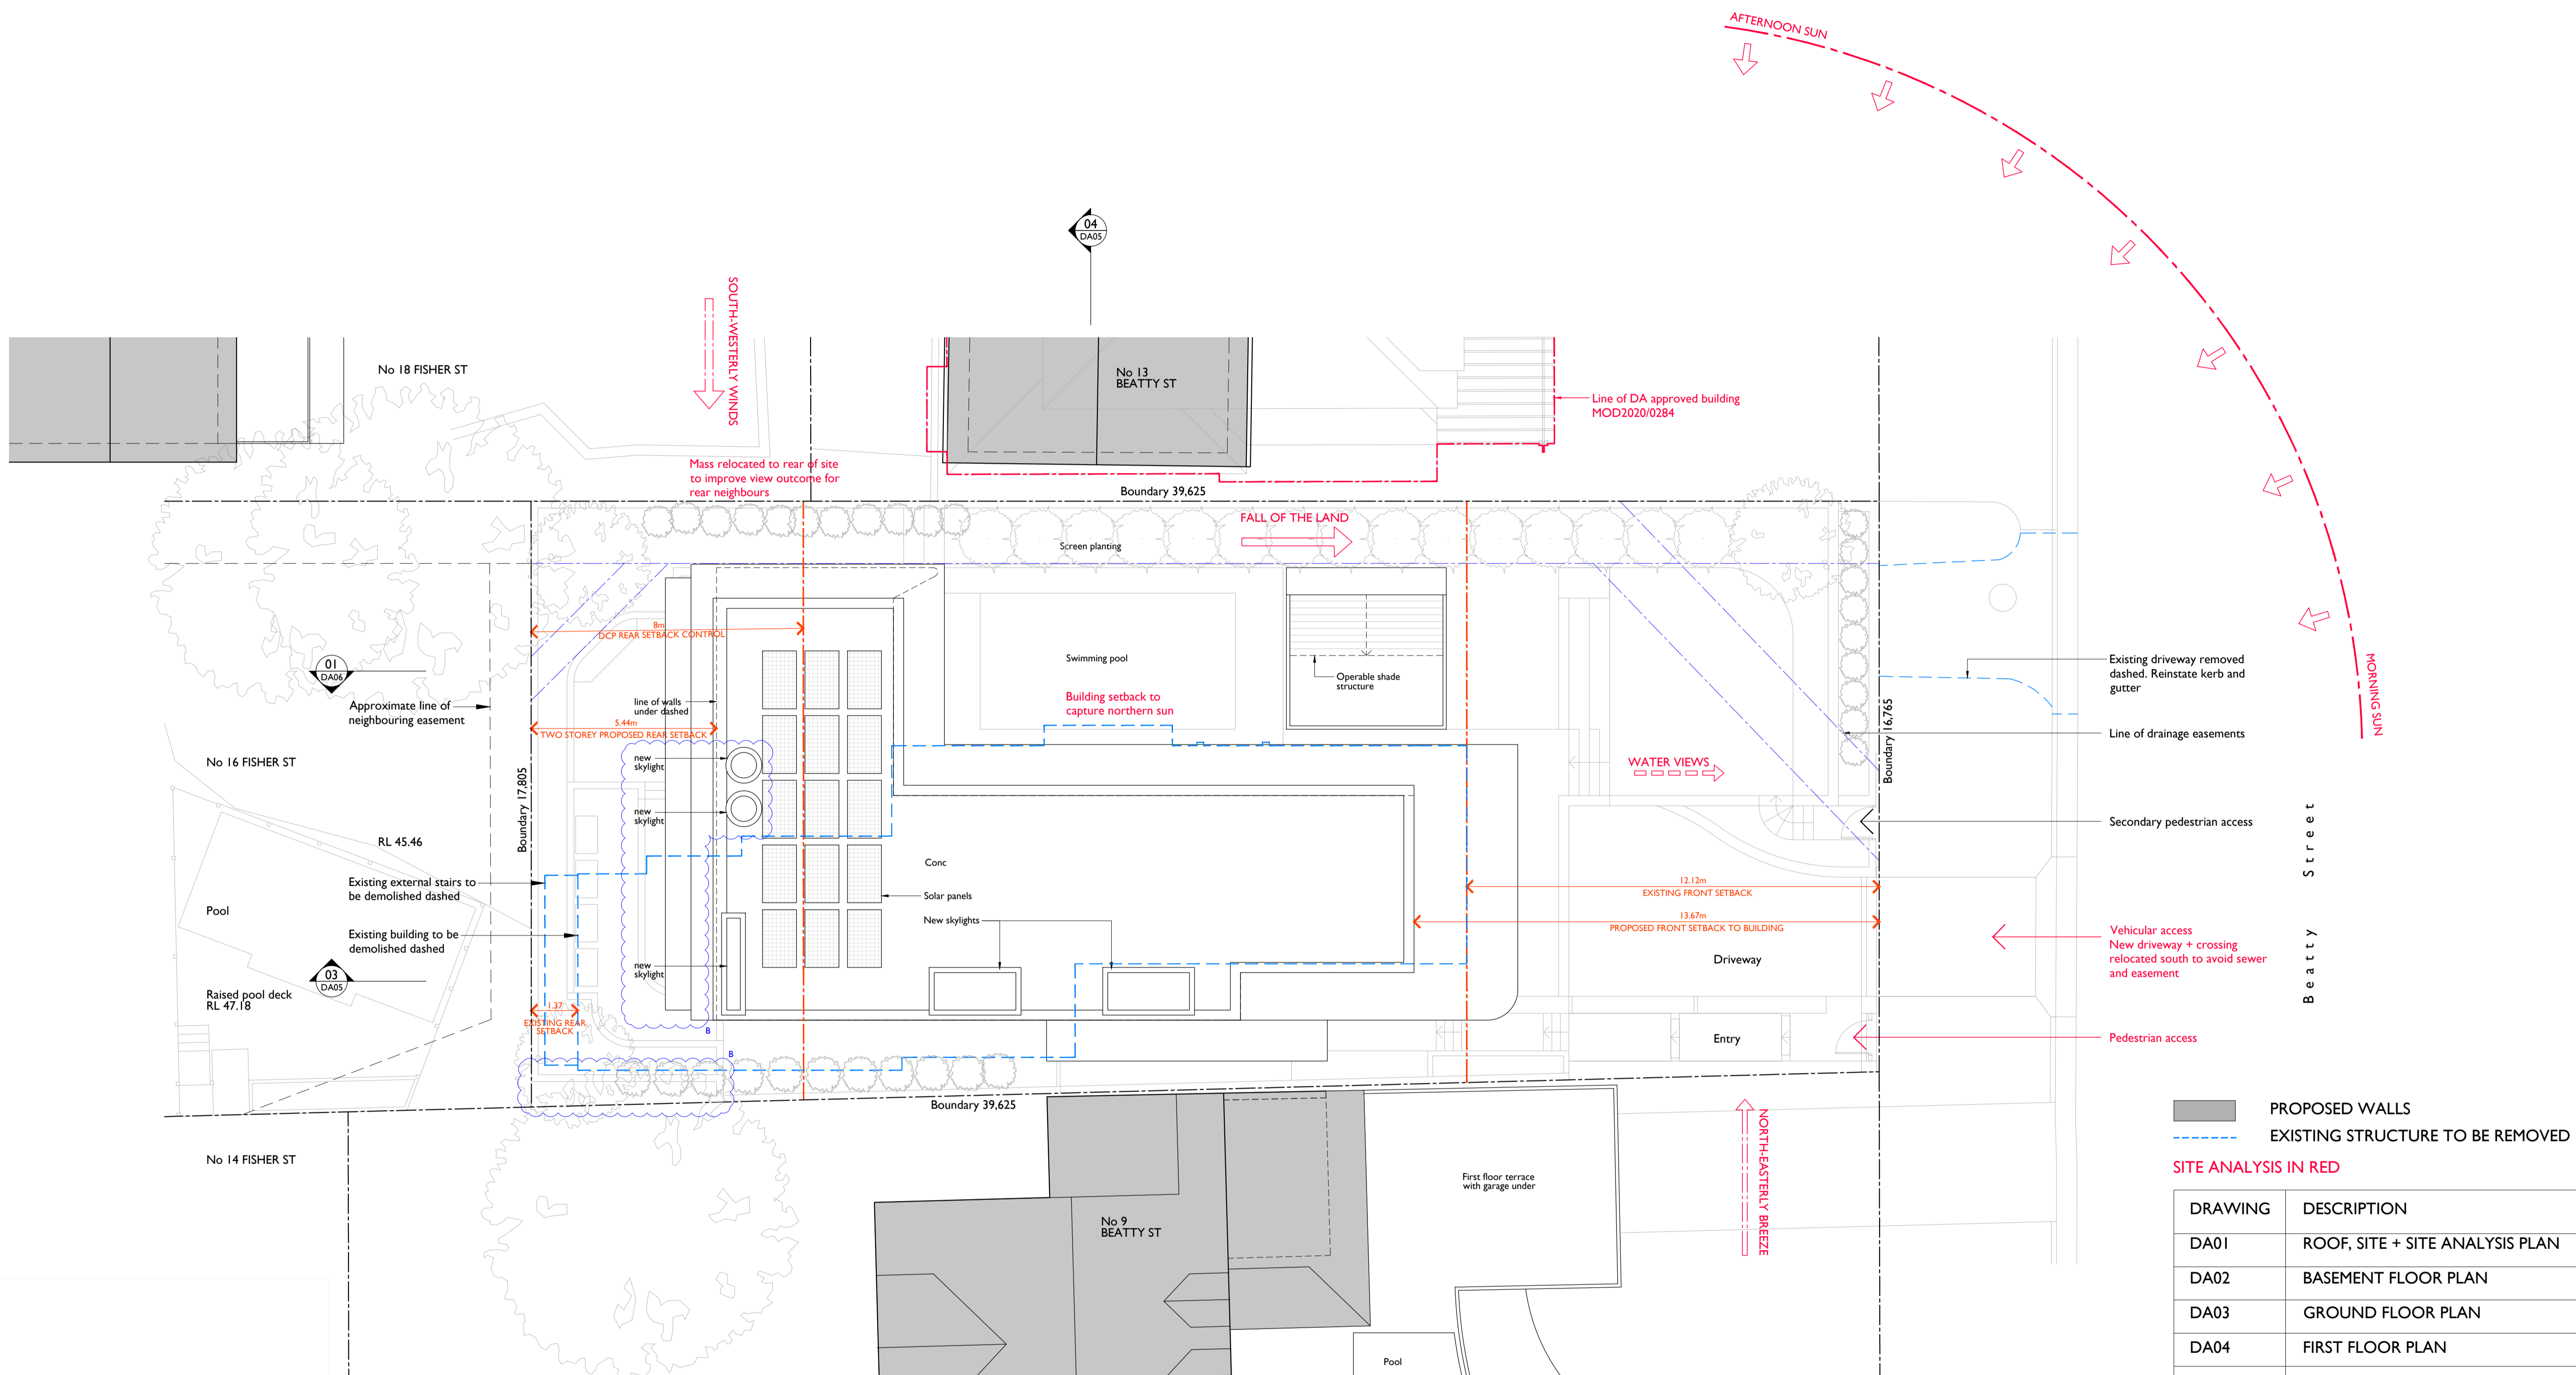 AFTERNOON SUN
04
DA05
SOUTH-WESTERLY WINDS
No 18 FISHER ST
No 13
BEATTY ST
Line of DA approved building
MOD2020/0284
Mass relocated to rear of site
to improve view outcome for
rear neighbours
Boundary 39,625
FALL OF THE LAND
Screen planting
8m
DCP REAR SETBACK CONTROL
01
DA06
Approximate line of
neighbouring easement
line of walls
under dashed
5.44m
TWO STOREY PROPOSED REAR SETBACK
Swimming pool
Operable shade
structure
Building setback to
capture northern sun
MORNING SUN
Existing driveway removed
dashed. Reinstate kerb and
gutter
Line of drainage easements
Boundary 16,765
No 16 FISHER ST
new
skylight
new
skylight
WATER VIEWS
Boundary 17,805
RL 45.46
Secondary pedestrian access
Beatty Street
Existing external stairs to
be demolished dashed
Conc
Solar panels
New skylights
12.12m
EXISTING FRONT SETBACK
13.67m
PROPOSED FRONT SETBACK TO BUILDING
Pool
Existing building to be
demolished dashed
Vehicular access
New driveway + crossing
relocated south to avoid sewer
and easement
new
skylight
Driveway
03
DA05
Raised pool deck
RL 47.18
1.37
EXISTING REAR
SETBACK
B
B
Entry
Pedestrian access
Boundary 39,625
No 14 FISHER ST
NORTH-EASTERLY BREEZE
First floor terrace
with garage under
No 9
BEATTY ST
Pool
PROPOSED WALLS
EXISTING STRUCTURE TO BE REMOVED
SITE ANALYSIS IN RED
DRAWING DESCRIPTION
DA01 ROOF, SITE + SITE ANALYSIS PLAN
DA02 BASEMENT FLOOR PLAN
DA03 GROUND FLOOR PLAN
DA04 FIRST FLOOR PLAN